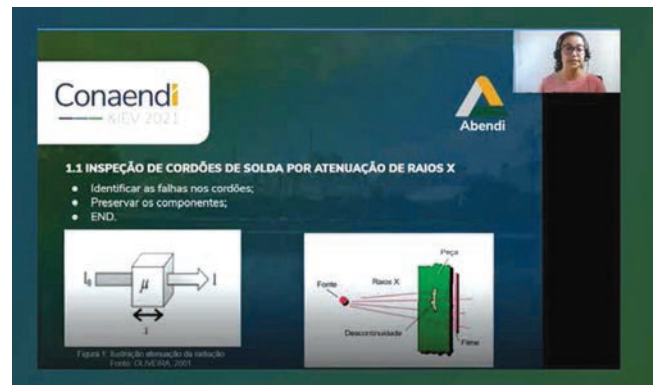 Conaendi
KIEV 2021
Abendi
1.1 INSPEÇÃO DE CORDÕES DE SOLDA POR ATENUAÇÃO DE RAIOS X
● Identificar as falhas nos cordões;
● Preservar os componentes;
● END.
I₀
μ
I
Fonte
Raios X
Peça
Descontinuidade
Filme
Figura 1: Ilustração atenuação da radiação
Fonte: OLIVEIRA, 2001